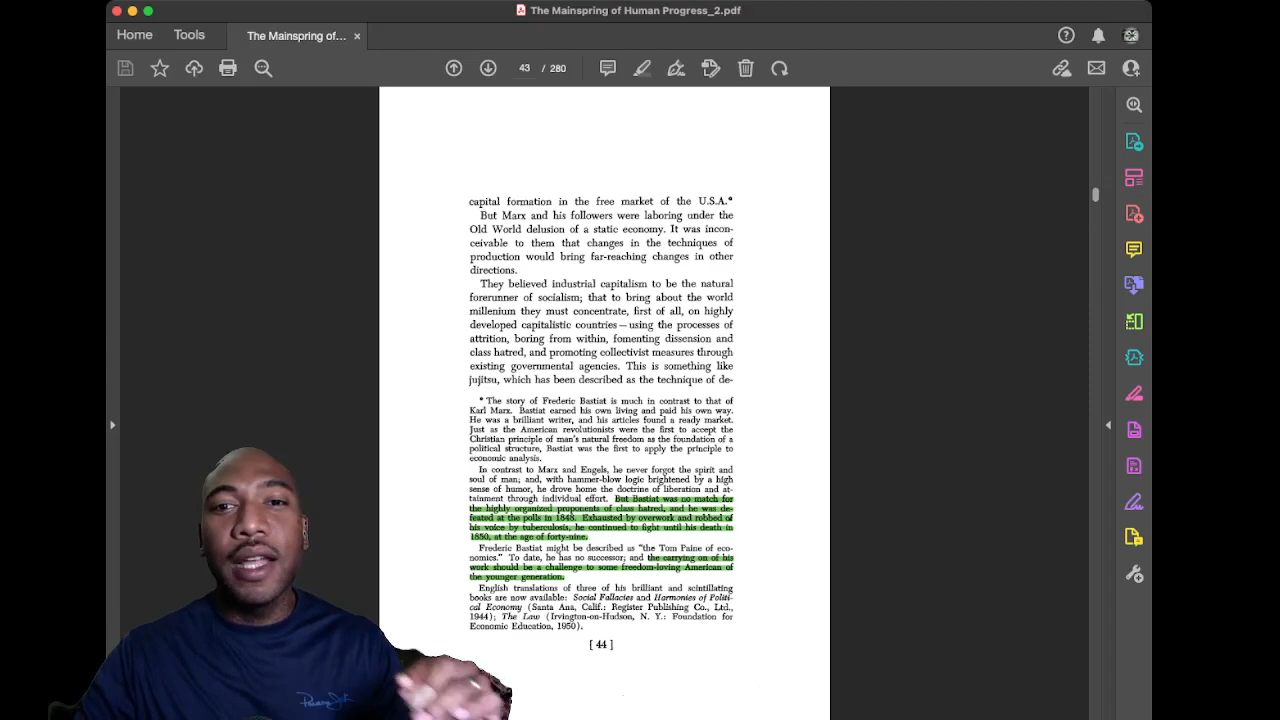 The Mainspring of Human Progress_2.pdf
Home Tools The Mainspring of... ×
43 / 280
capital formation in the free market of the U.S.A.*
But Marx and his followers were laboring under the
Old World delusion of a static economy. It was incon-
ceivable to them that changes in the techniques of
production would bring far-reaching changes in other
directions.
They believed industrial capitalism to be the natural
forerunner of socialism; that to bring about the world
millenium they must concentrate, first of all, on highly
developed capitalistic countries—using the processes of
attrition, boring from within, fomenting dissension and
class hatred, and promoting collectivist measures through
existing governmental agencies. This is something like
jujitsu, which has been described as the technique of de-
* The story of Frederic Bastiat is much in contrast to that of
Karl Marx. Bastiat earned his own living and paid his own way.
He was a brilliant writer, and his articles found a ready market.
Just as the American revolutionists were the first to accept the
Christian principle of man's natural freedom as the foundation of a
political structure, Bastiat was the first to apply the principle to
economic analysis.
In contrast to Marx and Engels, he never forgot the spirit and
soul of man; and, with hammer-blow logic brightened by a high
sense of humor, he drove home the doctrine of liberation and at-
tainment through individual effort. But Bastiat was no match for
the highly organized proponents of class hatred, and he was de-
feated at the polls in 1848. Exhausted by overwork and robbed of
his voice by tuberculosis, he continued to fight until his death in
1850, at the age of forty-nine.
Frederic Bastiat might be described as "the Tom Paine of eco-
nomics." To date, he has no successor; and the carrying on of his
work should be a challenge to some freedom-loving American of
the younger generation.
English translations of three of his brilliant and scintillating
books are now available: Social Fallacies and Harmonies of Politi-
cal Economy (Santa Ana, Calif.: Register Publishing Co., Ltd.,
1944); The Law (Irvington-on-Hudson, N. Y.: Foundation for
Economic Education, 1950).
[ 44 ]